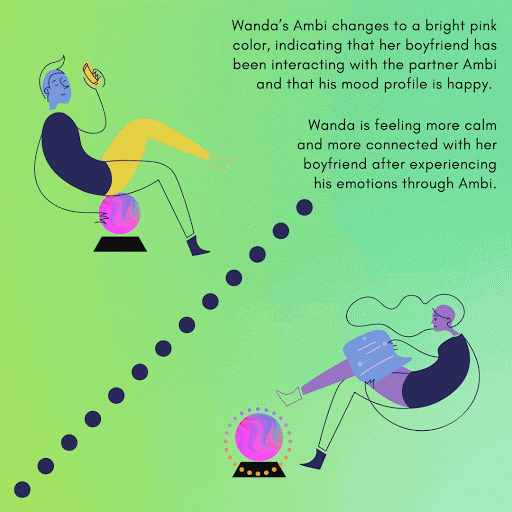 Wanda's Ambi changes to a bright pink
color, indicating that her boyfriend has
been interacting with the partner Ambi
and that his mood profile is happy.
Wanda is feeling more calm
and more connected with her
boyfriend after experiencing
his emotions through Ambi.